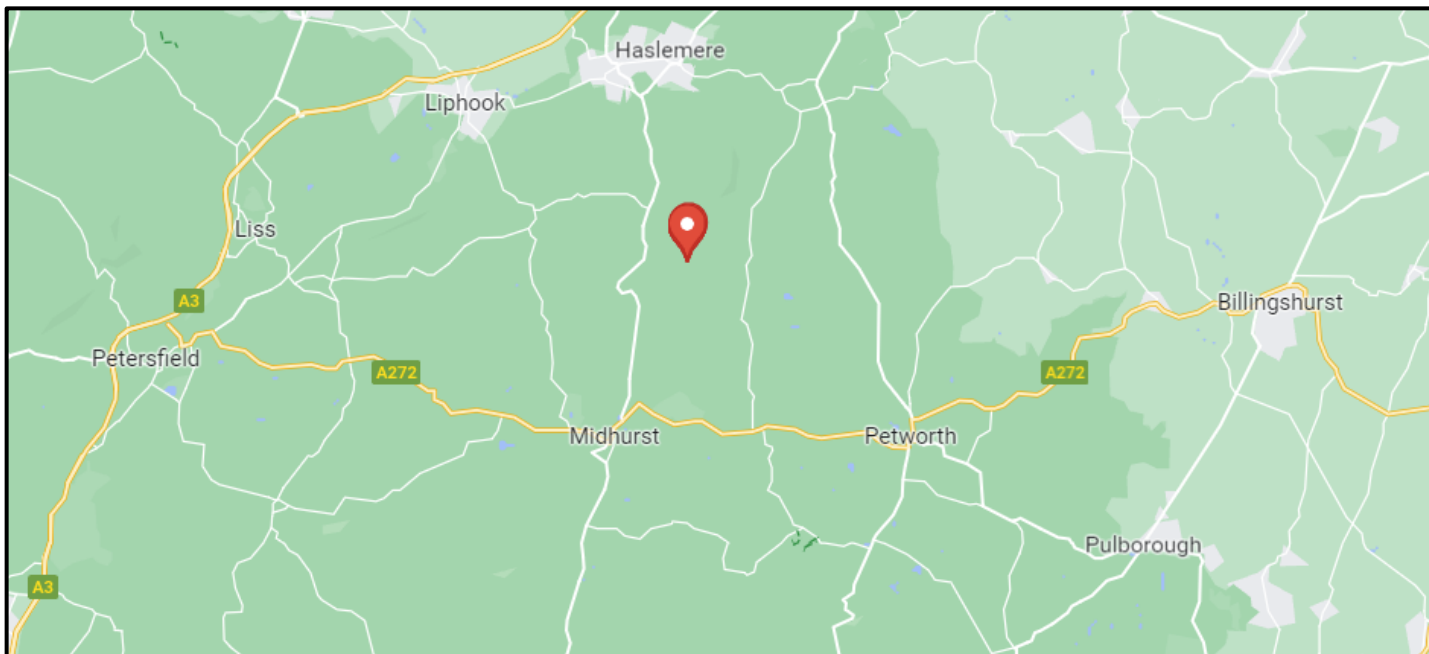 Haslemere
Liphook
Liss
A3
Billingshurst
Petersfield
A272
A272
Midhurst
Petworth
Pulborough
A3